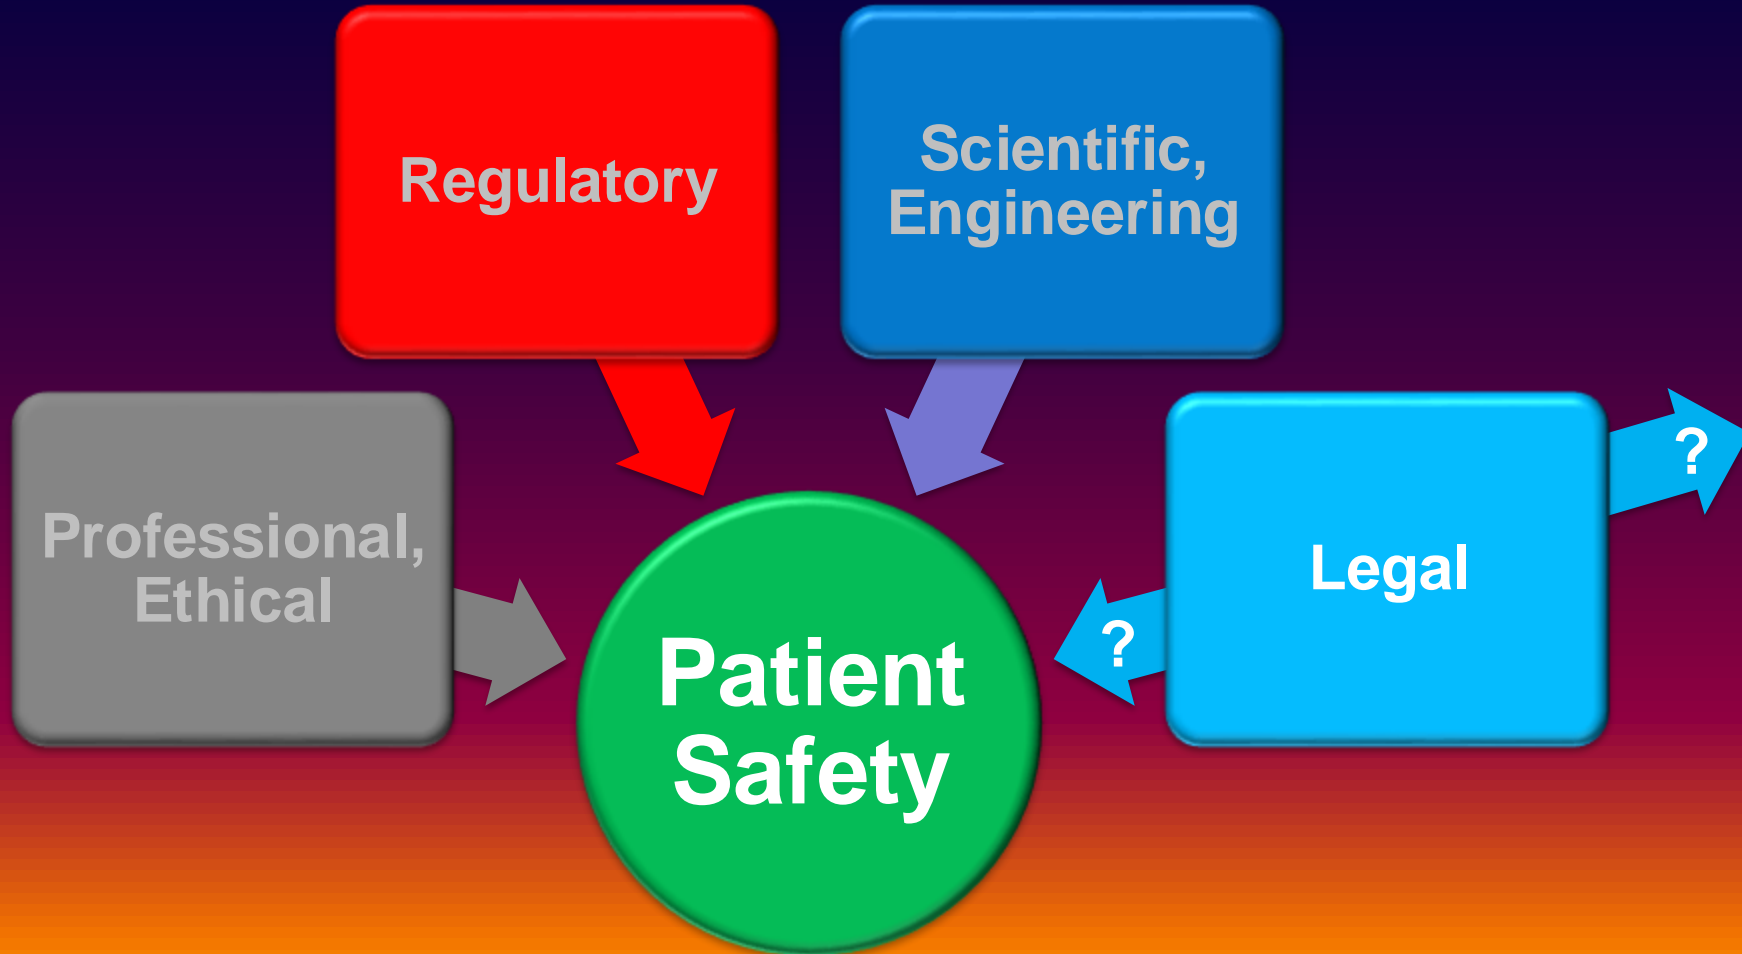 Regulatory
Scientific,
Engineering
Professional,
Ethical
Legal
?
?
Patient
Safety